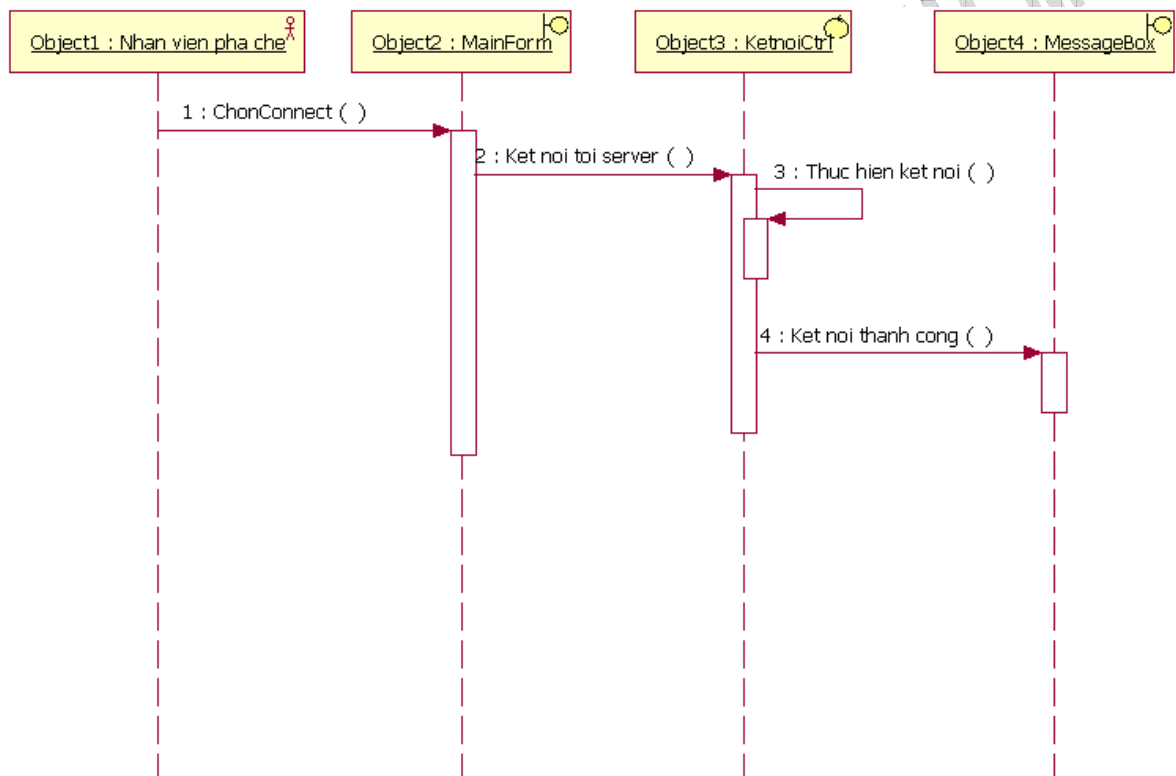 Object1 : Nhan vien pha che
Object2 : MainForm
Object3 : KetnoiCtrl
Object4 : MessageBox
1 : ChonConnect ( )
2 : Ket noi toi server ( )
3 : Thuc hien ket noi ( )
4 : Ket noi thanh cong ( )